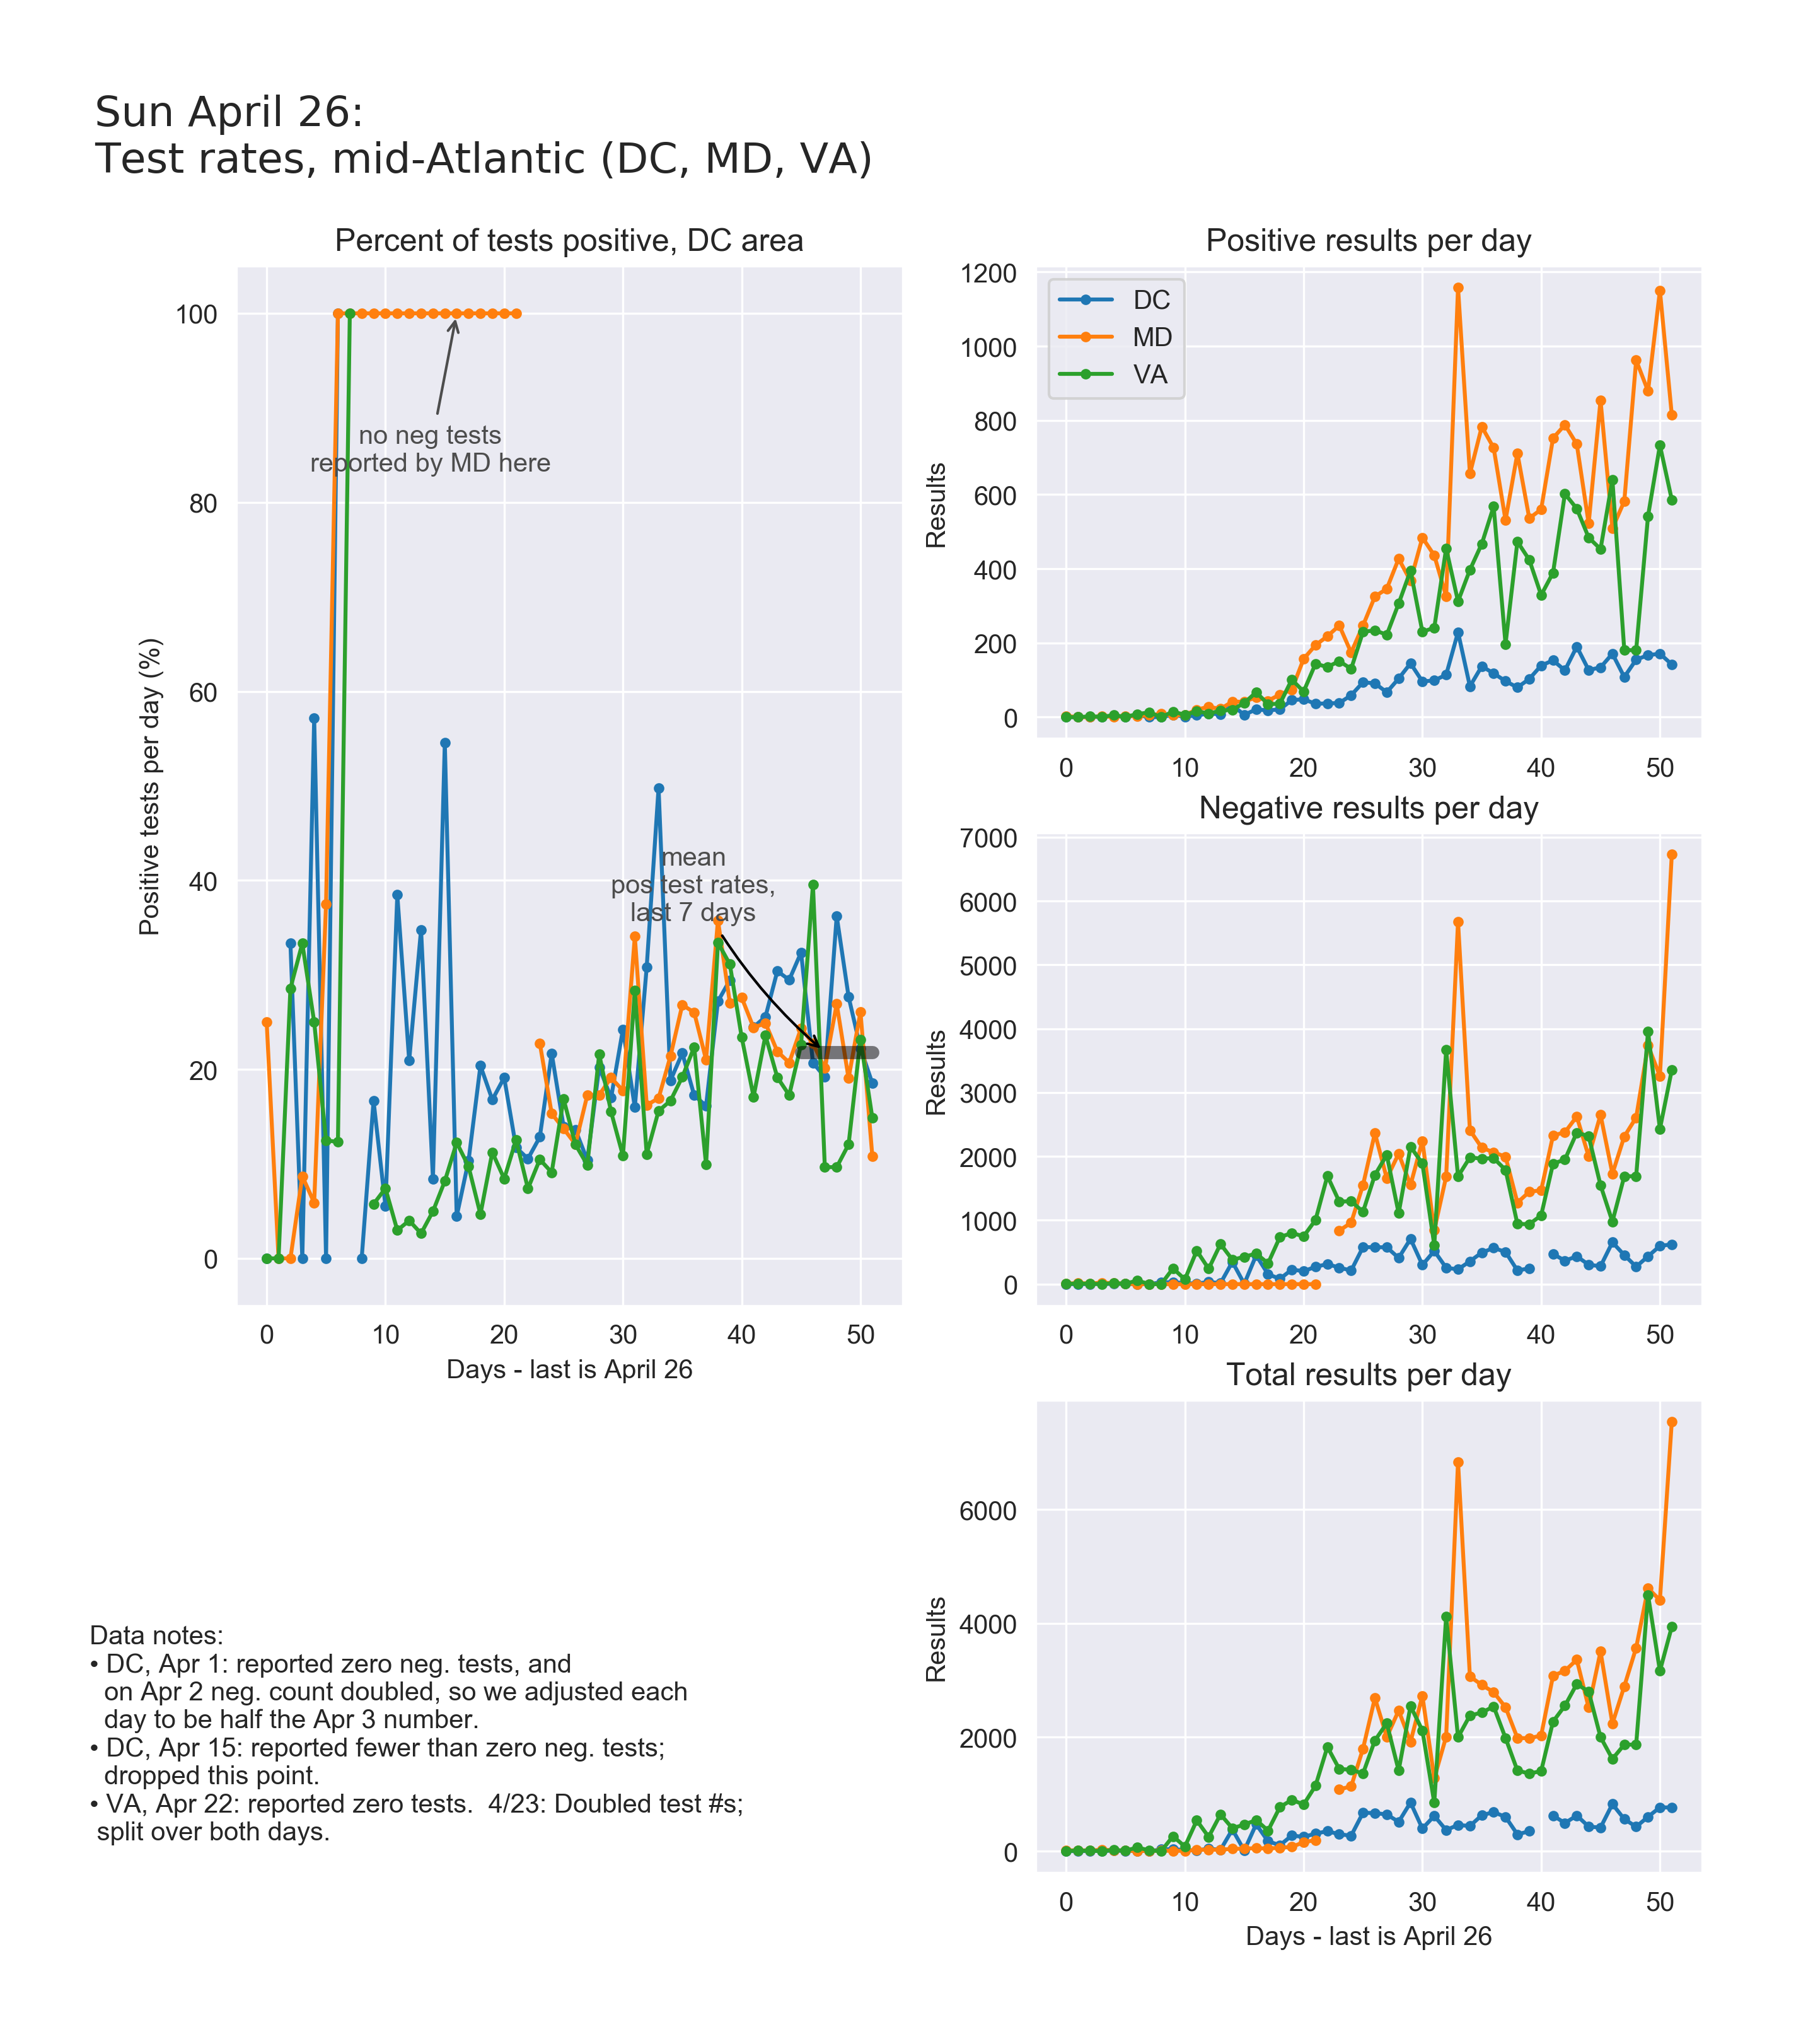 Sun April 26:
Test rates, mid-Atlantic (DC, MD, VA)
Percent of tests positive, DC area
100
80
60
40
20
0
Positive tests per day (%)
no neg tests
reported by MD here
mean
pos test rates,
last 7 days
0 10 20 30 40 50
Days - last is April 26
Positive results per day
1200
1000
800
600
400
200
0
Results
DC
MD
VA
0 10 20 30 40 50
Negative results per day
7000
6000
5000
4000
3000
2000
1000
0
Results
0 10 20 30 40 50
Total results per day
6000
4000
2000
0
Results
0 10 20 30 40 50
Days - last is April 26
Data notes:
• DC, Apr 1: reported zero neg. tests, and
on Apr 2 neg. count doubled, so we adjusted each
day to be half the Apr 3 number.
• DC, Apr 15: reported fewer than zero neg. tests;
dropped this point.
• VA, Apr 22: reported zero tests.  4/23: Doubled test #s;
split over both days.